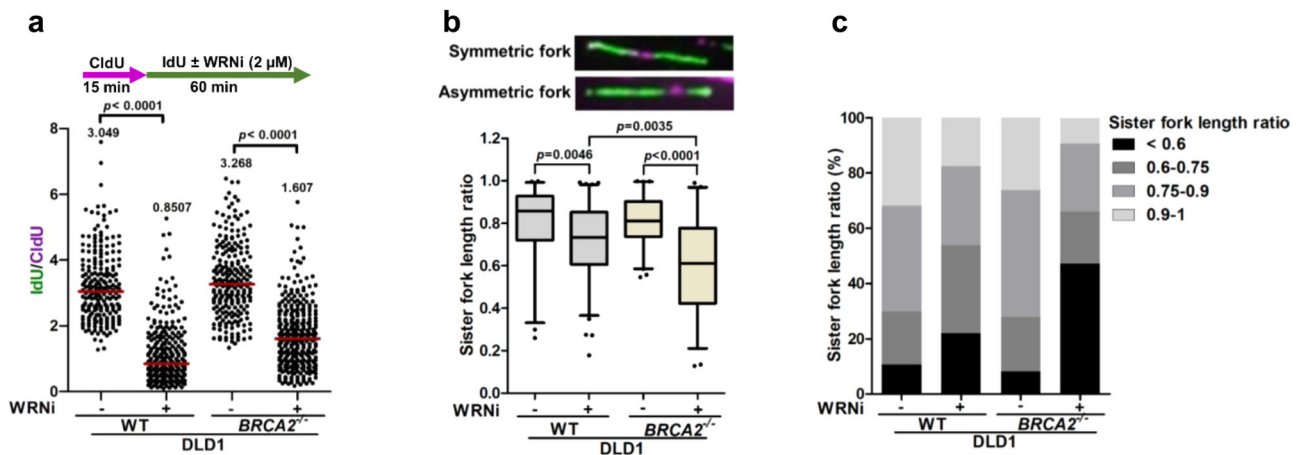 a
CldU
IdU ± WRNi (2 µM)
15 min
60 min
p< 0.0001
p< 0.0001
3.049
3.268
0.8507
1.607
IdU/CldU
8
6
4
2
0
WRNi
- + - +
WT
BRCA2-/-
DLD1
b
Symmetric fork
Asymmetric fork
p=0.0035
p=0.0046
p<0.0001
Sister fork length ratio
1.2
1.0
0.8
0.6
0.4
0.2
0.0
WRNi
- + - +
WT
BRCA2-/-
DLD1
c
Sister fork length ratio (%)
100
80
60
40
20
0
Sister fork length ratio
< 0.6
0.6-0.75
0.75-0.9
0.9-1
WRNi
- + - +
WT
BRCA2-/-
DLD1